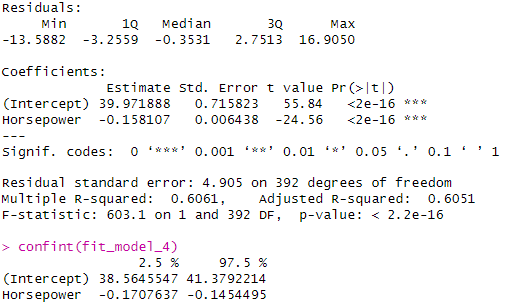 Residuals:
     Min       1Q   Median       3Q      Max
-13.5882  -3.2559  -0.3531   2.7513  16.9050
Coefficients:
             Estimate Std. Error t value Pr(>|t|)
(Intercept) 39.971888   0.715823   55.84   <2e-16 ***
Horsepower  -0.158107   0.006438  -24.56   <2e-16 ***
---
Signif. codes:  0 ‘***’ 0.001 ‘**’ 0.01 ‘*’ 0.05 ‘.’ 0.1 ‘ ’ 1
Residual standard error: 4.905 on 392 degrees of freedom
Multiple R-squared:  0.6061,    Adjusted R-squared:  0.6051
F-statistic: 603.1 on 1 and 392 DF,  p-value: < 2.2e-16
> confint(fit_model_4)
                 2.5 %     97.5 %
(Intercept) 38.5645547 41.3792214
Horsepower  -0.1707637 -0.1454495